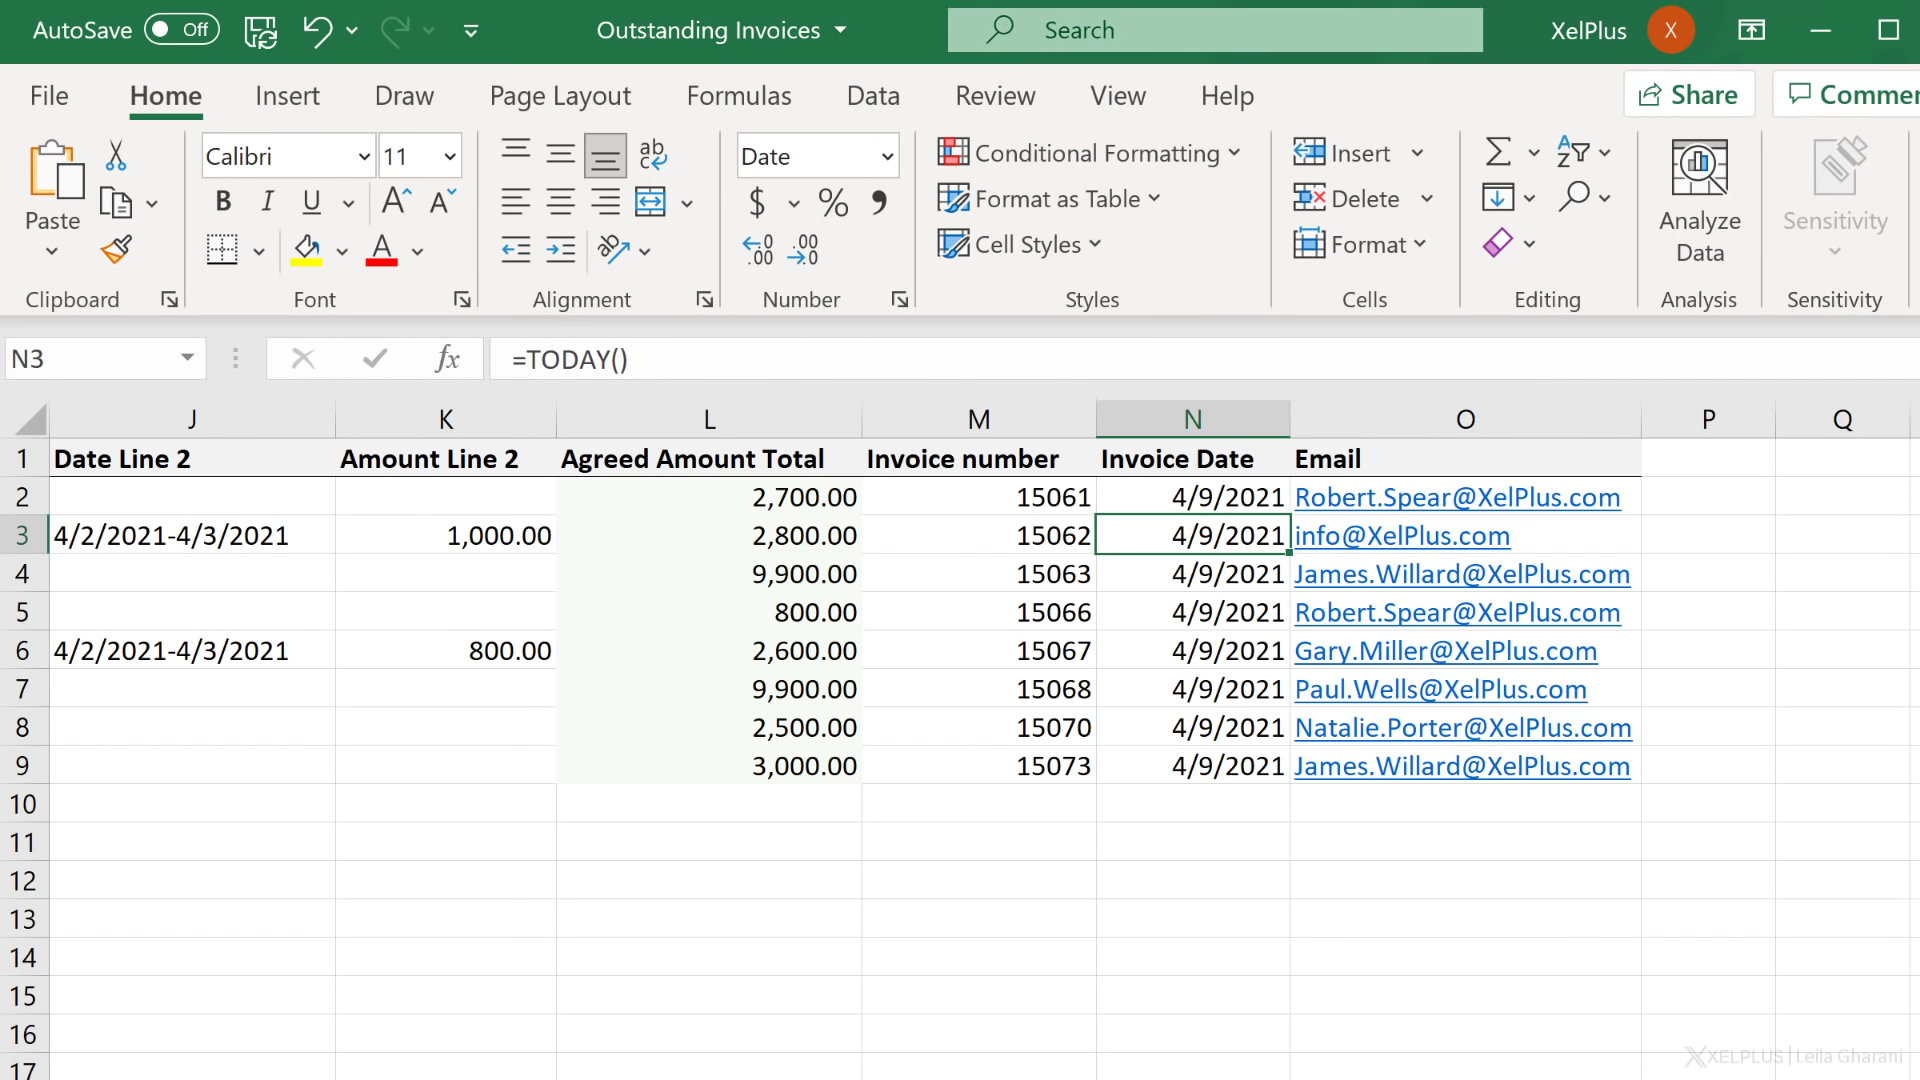 AutoSave Off Outstanding Invoices Search XelPlus X
File Home Insert Draw Page Layout Formulas Data Review View Help Share Commen
Calibri 11 ab Date Conditional Formatting Insert
Paste B I U A A $ % Format as Table Delete Analyze Data Sensitivity
A .00 .00 Cell Styles Format
Clipboard Font Alignment Number Styles Cells Editing Analysis Sensitivity
N3 fx =TODAY()
J K L M N O P Q
1 Date Line 2 Amount Line 2 Agreed Amount Total Invoice number Invoice Date Email
2 2,700.00 15061 4/9/2021 Robert.Spear@XelPlus.com
3 4/2/2021-4/3/2021 1,000.00 2,800.00 15062 4/9/2021 info@XelPlus.com
4 9,900.00 15063 4/9/2021 James.Willard@XelPlus.com
5 800.00 15066 4/9/2021 Robert.Spear@XelPlus.com
6 4/2/2021-4/3/2021 800.00 2,600.00 15067 4/9/2021 Gary.Miller@XelPlus.com
7 9,900.00 15068 4/9/2021 Paul.Wells@XelPlus.com
8 2,500.00 15070 4/9/2021 Natalie.Porter@XelPlus.com
9 3,000.00 15073 4/9/2021 James.Willard@XelPlus.com
10
11
12
13
14
15
16
17
XELPLUS | Leila Gharani